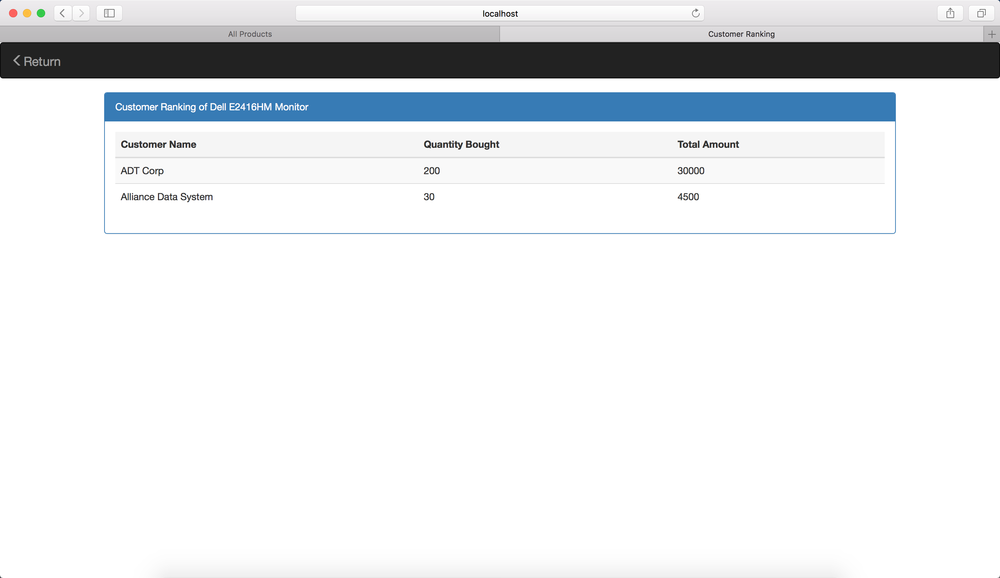 localhost
All Products
Customer Ranking
Return
Customer Ranking of Dell E2416HM Monitor
Customer Name Quantity Bought Total Amount
ADT Corp 200 30000
Alliance Data System 30 4500